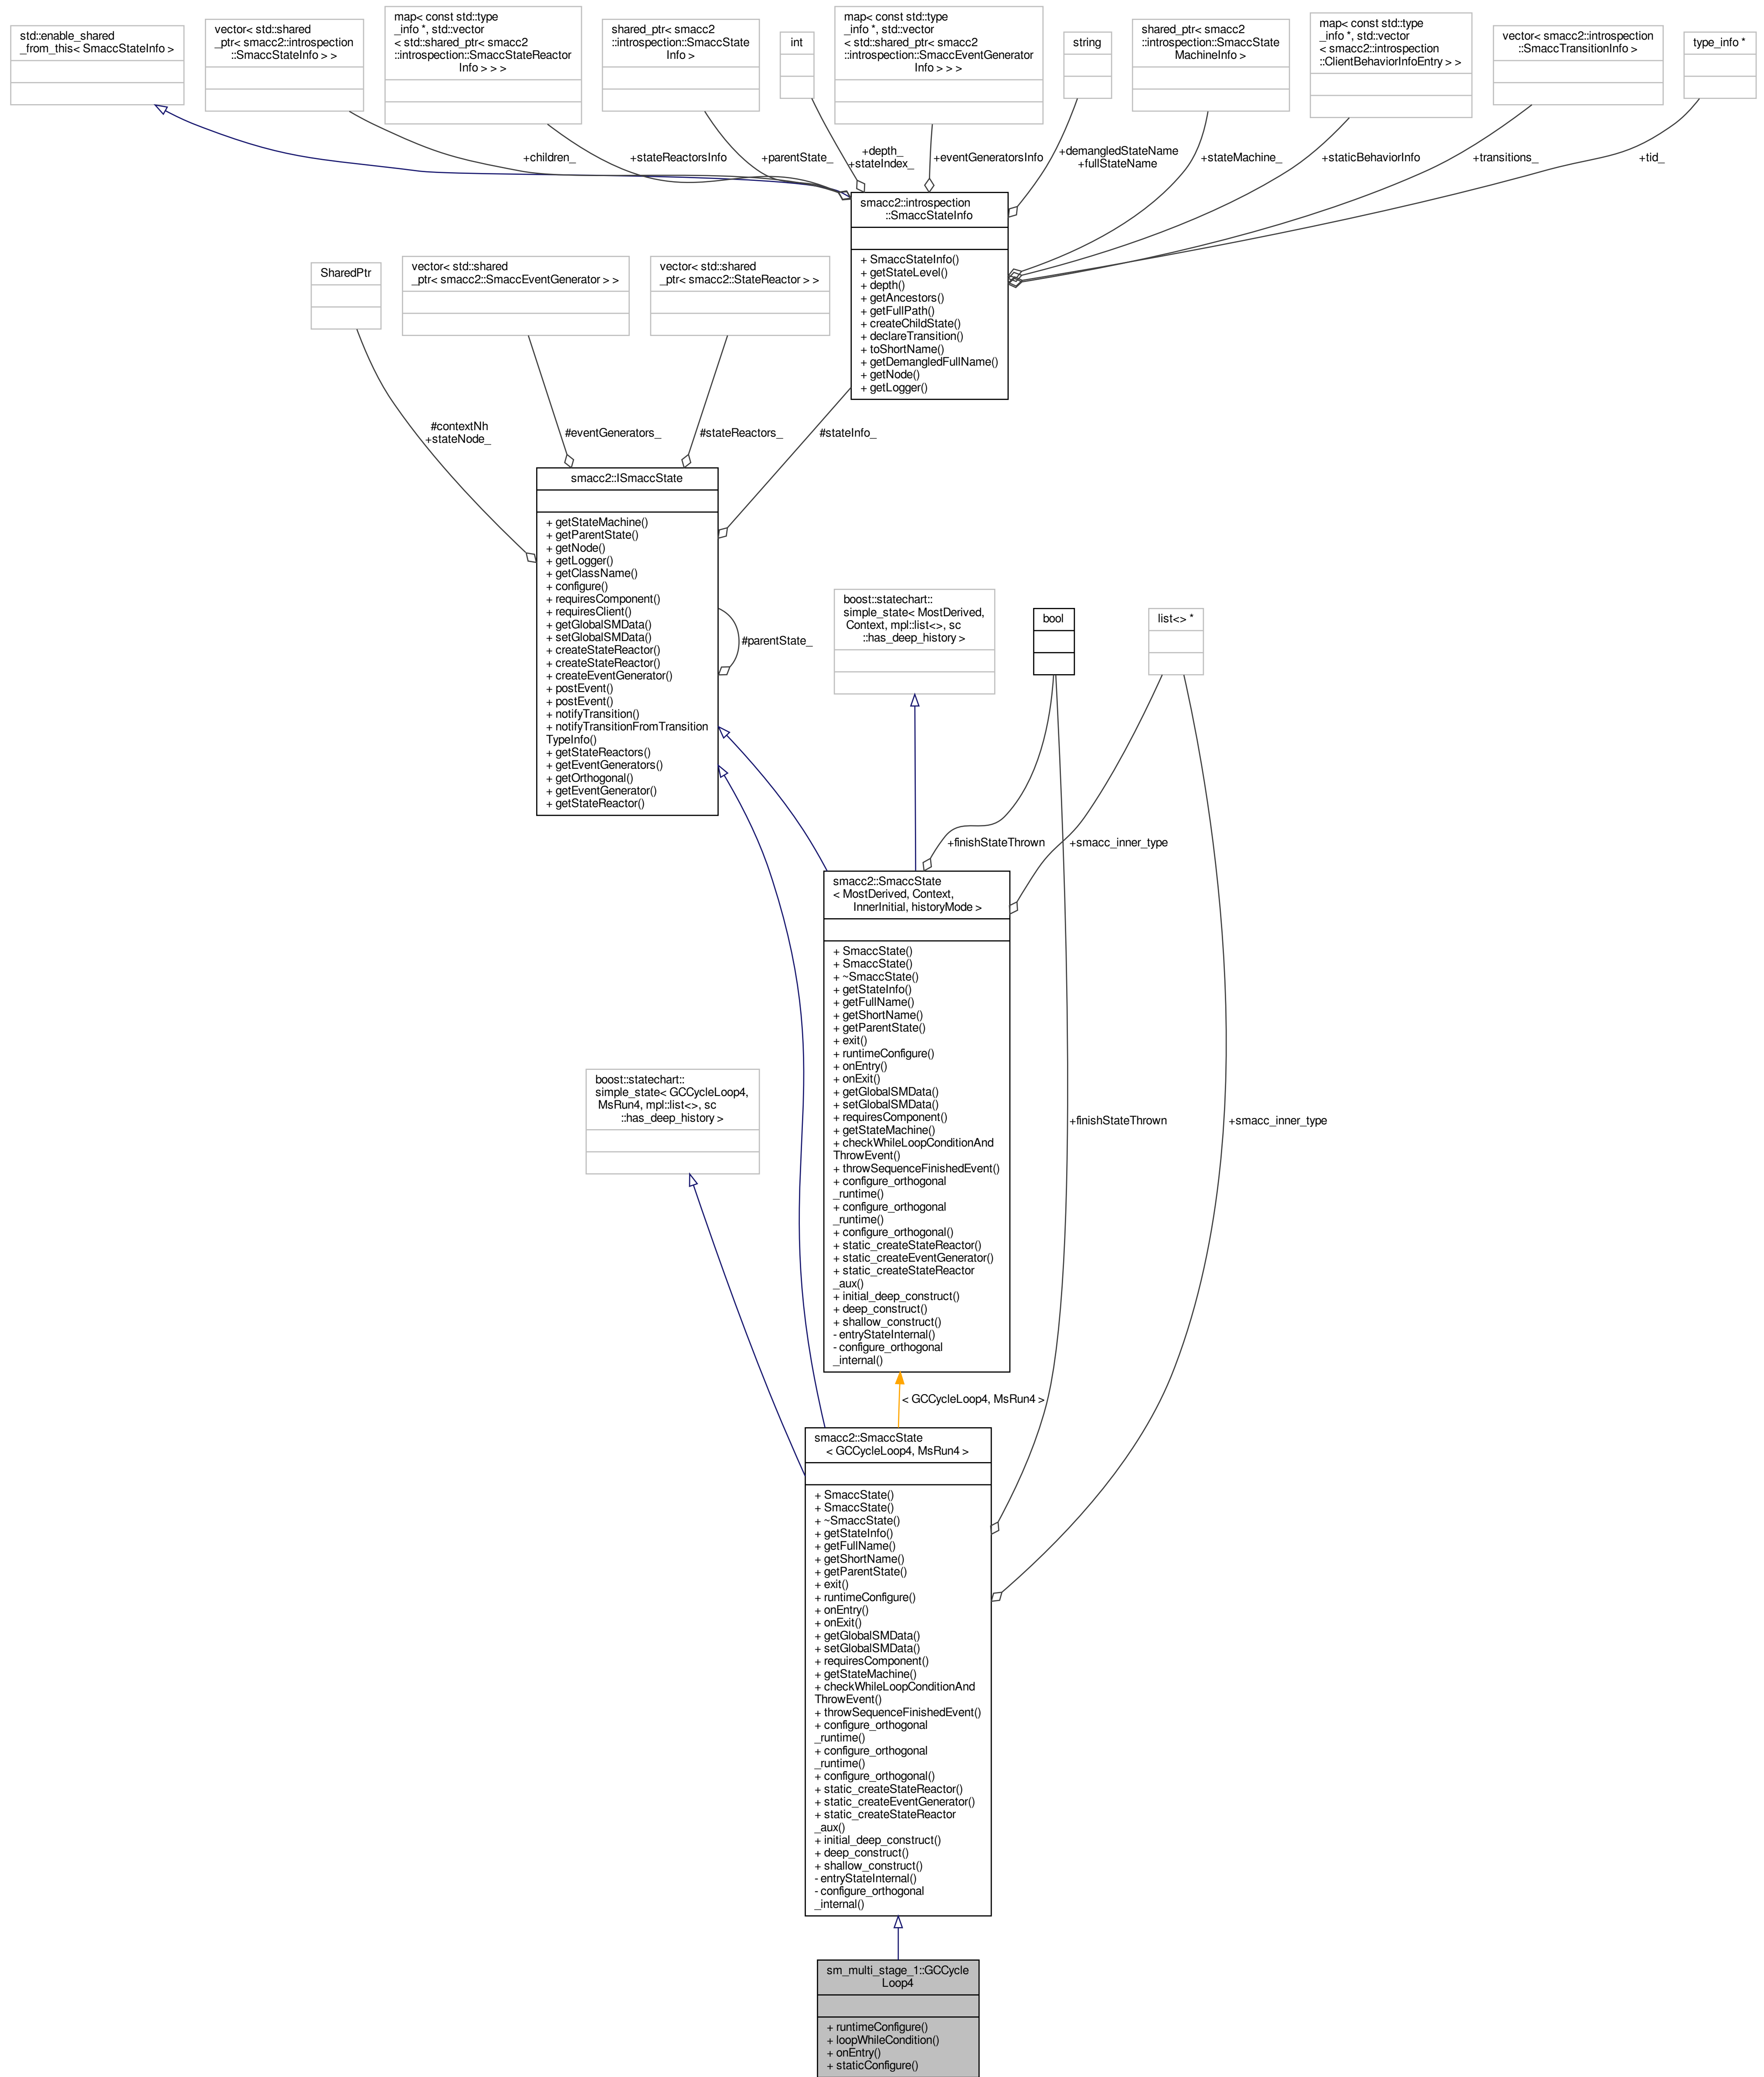 std::enable_shared
_from_this< SmaccStateInfo >
vector< std::shared
_ptr< smacc2::introspection
::SmaccStateInfo > >
map< const std::type
_info *, std::vector
< std::shared_ptr< smacc2
::introspection::SmaccStateReactor
Info > > >
shared_ptr< smacc2
::introspection::SmaccState
Info >
int
map< const std::type
_info *, std::vector
< std::shared_ptr< smacc2
::introspection::SmaccEventGenerator
Info > > >
string
shared_ptr< smacc2
::introspection::SmaccState
MachineInfo >
map< const std::type
_info *, std::vector
< smacc2::introspection
::ClientBehaviorInfoEntry > >
vector< smacc2::introspection
::SmaccTransitionInfo >
type_info *
+children_
+stateReactorsInfo
+parentState_
+depth_
+stateIndex_
+eventGeneratorsInfo
+demangledStateName
+fullStateName
+stateMachine_
+staticBehaviorInfo
+transitions_
+tid_
smacc2::introspection
::SmaccStateInfo
+ SmaccStateInfo()
+ getStateLevel()
+ depth()
+ getAncestors()
+ getFullPath()
+ createChildState()
+ declareTransition()
+ toShortName()
+ getDemangledFullName()
+ getNode()
+ getLogger()
SharedPtr
vector< std::shared
_ptr< smacc2::SmaccEventGenerator > >
vector< std::shared
_ptr< smacc2::StateReactor > >
#contextNh
+stateNode_
#eventGenerators_
#stateReactors_
#stateInfo_
smacc2::ISmaccState
+ getStateMachine()
+ getParentState()
+ getNode()
+ getLogger()
+ getClassName()
+ configure()
+ requiresComponent()
+ requiresClient()
+ getGlobalSMData()
+ setGlobalSMData()
+ createStateReactor()
+ createStateReactor()
+ createEventGenerator()
+ postEvent()
+ postEvent()
+ notifyTransition()
+ notifyTransitionFromTransition
TypeInfo()
+ getStateReactors()
+ getEventGenerators()
+ getOrthogonal()
+ getEventGenerator()
+ getStateReactor()
#parentState_
boost::statechart::
simple_state< MostDerived,
Context, mpl::list<>, sc
::has_deep_history >
bool
list<> *
+finishStateThrown
+smacc_inner_type
smacc2::SmaccState
< MostDerived, Context,
InnerInitial, historyMode >
+ SmaccState()
+ SmaccState()
+ ~SmaccState()
+ getStateInfo()
+ getFullName()
+ getShortName()
+ getParentState()
+ exit()
+ runtimeConfigure()
+ onEntry()
+ onExit()
+ getGlobalSMData()
+ setGlobalSMData()
+ requiresComponent()
+ getStateMachine()
+ checkWhileLoopConditionAnd
ThrowEvent()
+ throwSequenceFinishedEvent()
+ configure_orthogonal
_runtime()
+ configure_orthogonal
_runtime()
+ configure_orthogonal()
+ static_createStateReactor()
+ static_createEventGenerator()
+ static_createStateReactor
_aux()
+ initial_deep_construct()
+ deep_construct()
+ shallow_construct()
- entryStateInternal()
- configure_orthogonal
_internal()
boost::statechart::
simple_state< GCCycleLoop4,
MsRun4, mpl::list<>, sc
::has_deep_history >
+finishStateThrown
+smacc_inner_type
< GCCycleLoop4, MsRun4 >
smacc2::SmaccState
< GCCycleLoop4, MsRun4 >
+ SmaccState()
+ SmaccState()
+ ~SmaccState()
+ getStateInfo()
+ getFullName()
+ getShortName()
+ getParentState()
+ exit()
+ runtimeConfigure()
+ onEntry()
+ onExit()
+ getGlobalSMData()
+ setGlobalSMData()
+ requiresComponent()
+ getStateMachine()
+ checkWhileLoopConditionAnd
ThrowEvent()
+ throwSequenceFinishedEvent()
+ configure_orthogonal
_runtime()
+ configure_orthogonal
_runtime()
+ configure_orthogonal()
+ static_createStateReactor()
+ static_createEventGenerator()
+ static_createStateReactor
_aux()
+ initial_deep_construct()
+ deep_construct()
+ shallow_construct()
- entryStateInternal()
- configure_orthogonal
_internal()
sm_multi_stage_1::GCCycle
Loop4
+ runtimeConfigure()
+ loopWhileCondition()
+ onEntry()
+ staticConfigure()